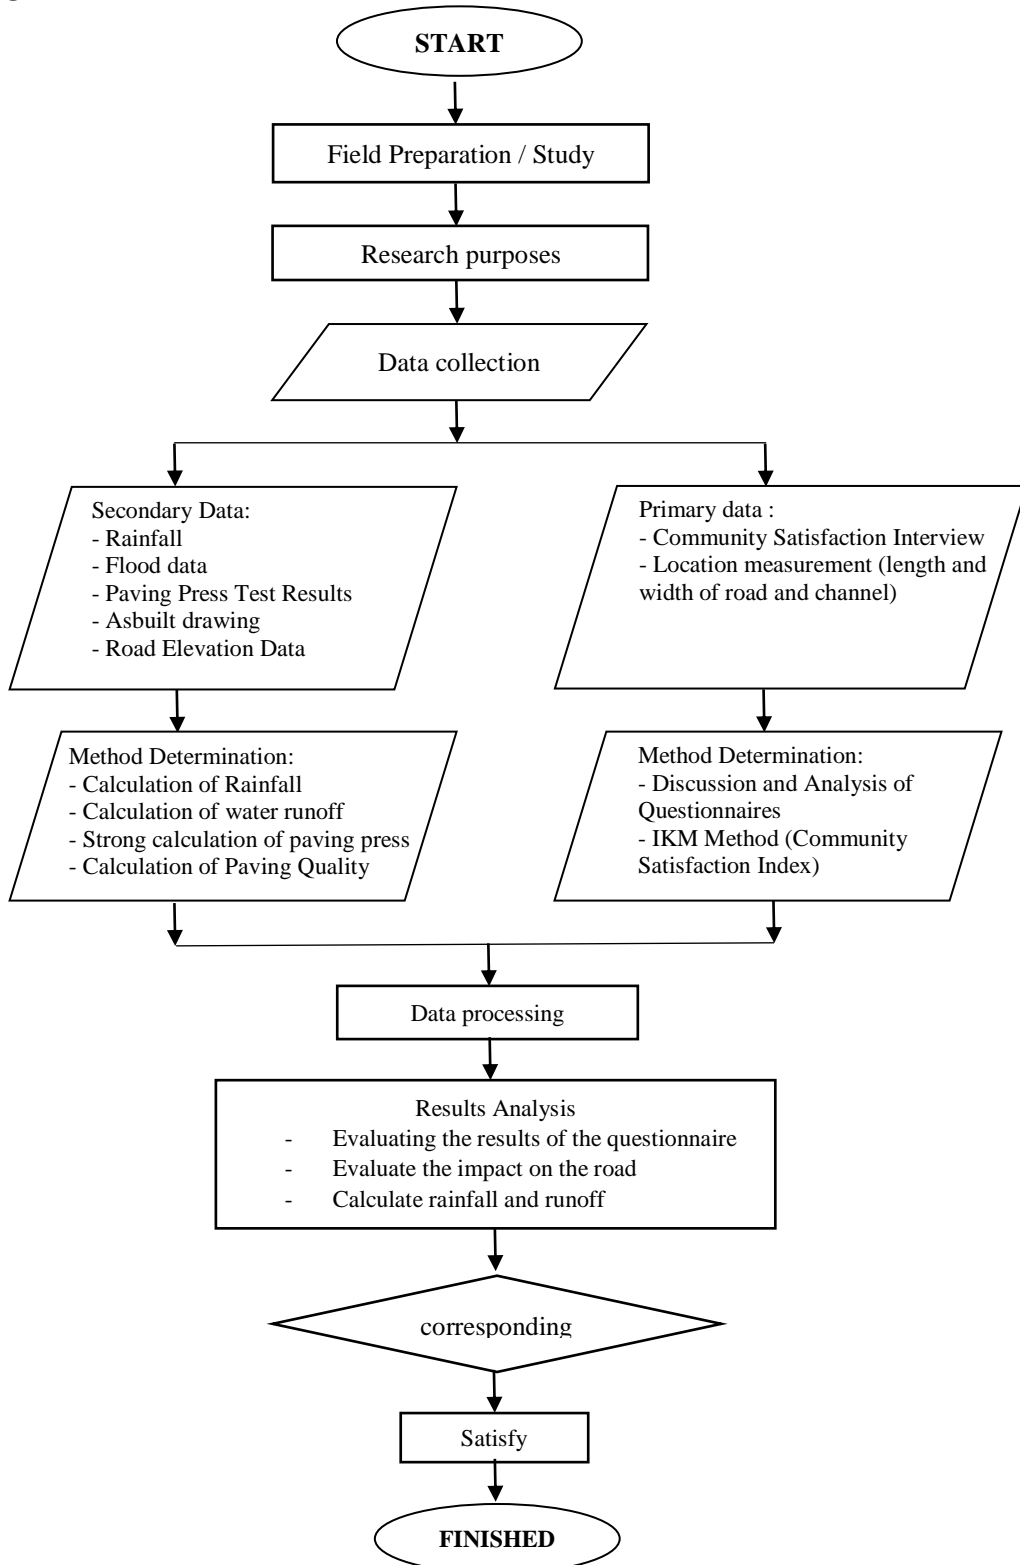 START
Field Preparation / Study
Research purposes
Data collection
Secondary Data:
- Rainfall
- Flood data
- Paving Press Test Results
- Asbuilt drawing
- Road Elevation Data
Primary data :
- Community Satisfaction Interview
- Location measurement (length and
width of road and channel)
Method Determination:
- Calculation of Rainfall
- Calculation of water runoff
- Strong calculation of paving press
- Calculation of Paving Quality
Method Determination:
- Discussion and Analysis of
Questionnaires
- IKM Method (Community
Satisfaction Index)
Data processing
Results Analysis
- Evaluating the results of the questionnaire
- Evaluate the impact on the road
- Calculate rainfall and runoff
corresponding
Satisfy
FINISHED